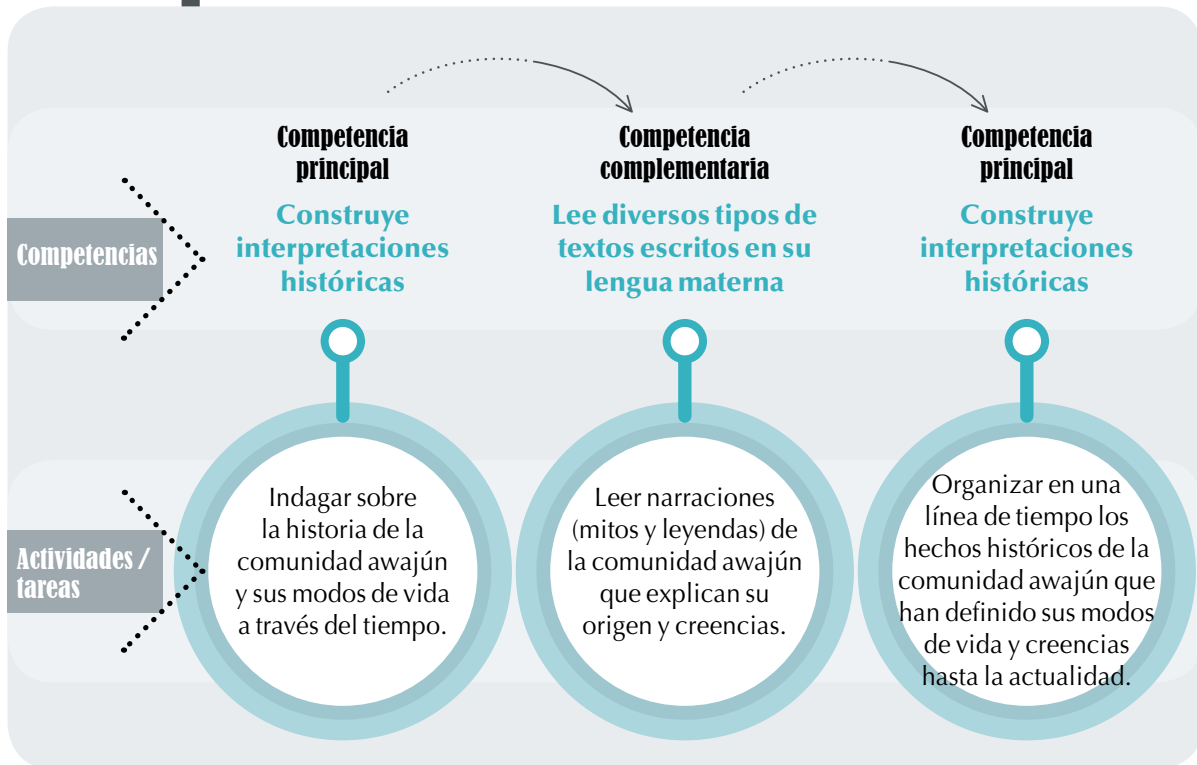 Competencias
Competencia
principal
Construye
interpretaciones
históricas
Competencia
complementaria
Lee diversos tipos de
textos escritos en su
lengua materna
Competencia
principal
Construye
interpretaciones
históricas
Actividades /
tareas
Indagar sobre
la historia de la
comunidad awajún
y sus modos de vida
a través del tiempo.
Leer narraciones
(mitos y leyendas) de
la comunidad awajún
que explican su
origen y creencias.
Organizar en una
línea de tiempo los
hechos históricos de la
comunidad awajún que
han definido sus modos
de vida y creencias
hasta la actualidad.